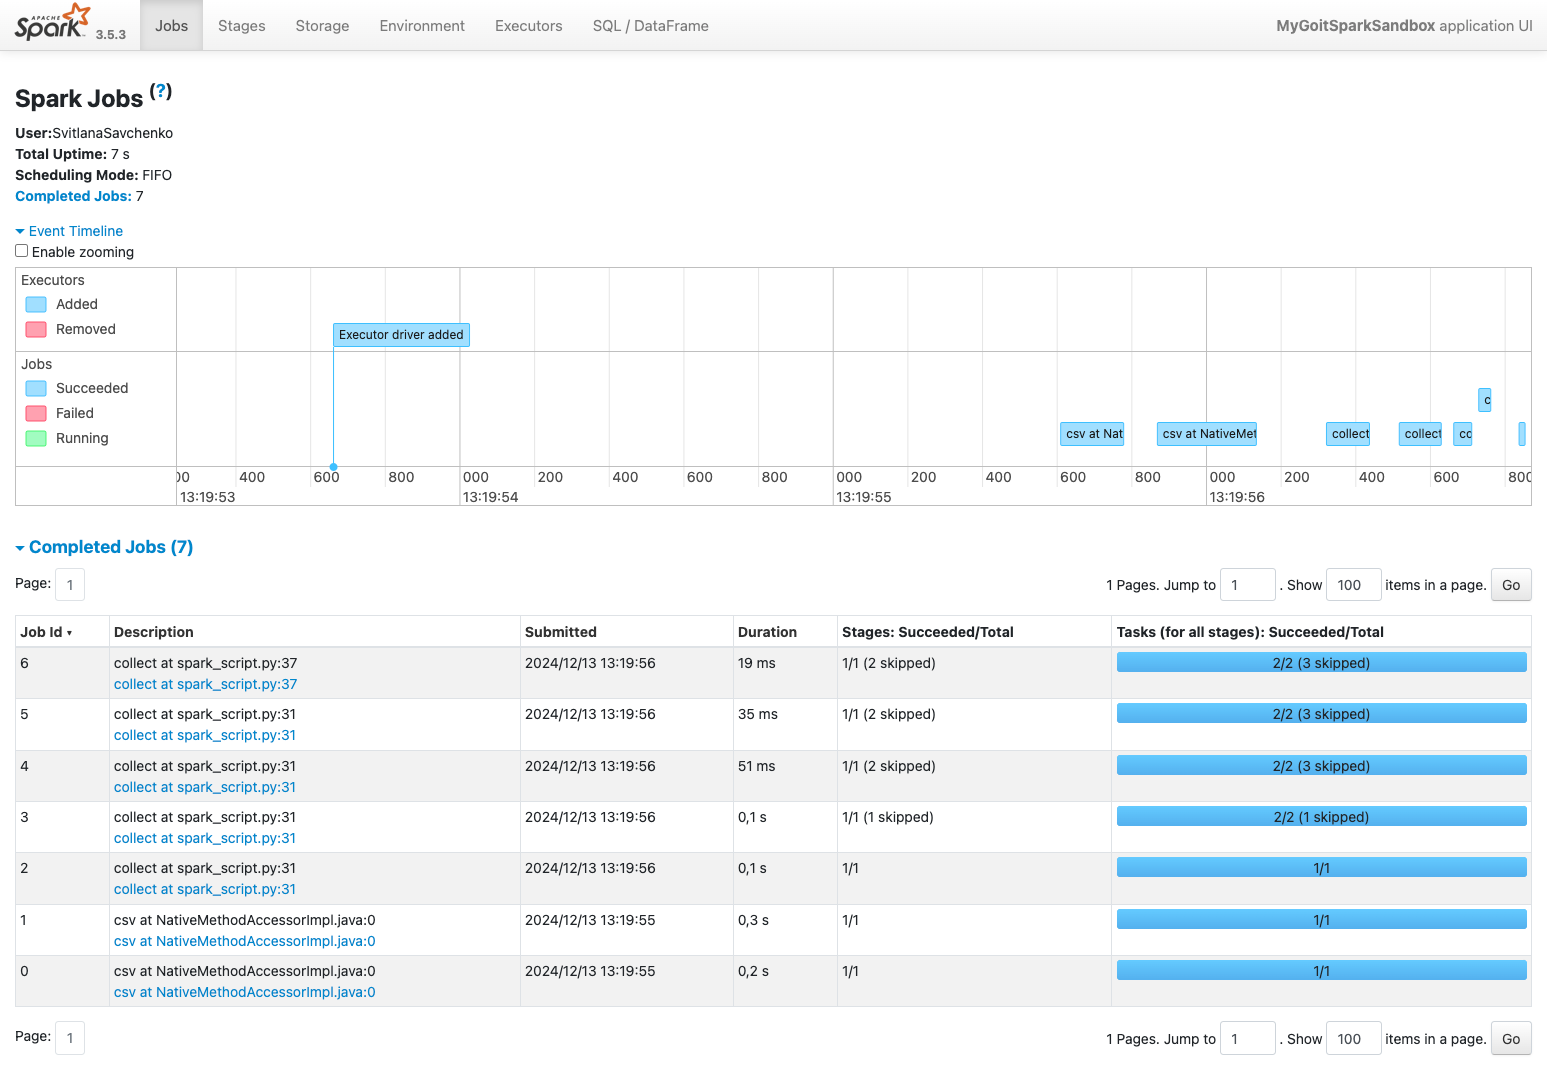 APACHE
Spark 3.5.3 Jobs Stages Storage Environment Executors SQL / DataFrame MyGoitSparkSandbox application UI
Spark Jobs (?)
User:SvitlanaSavchenko
Total Uptime: 7 s
Scheduling Mode: FIFO
Completed Jobs: 7
Event Timeline
Enable zooming
Executors
Added
Removed
Executor driver added
Jobs
Succeeded
Failed
Running
c
csv at Nat csv at NativeMet collect collect cc
00 400 600 800 000 200 400 600 800 000 200 400 600 800 000 200 400 600 800
13:19:53 13:19:54 13:19:55 13:19:56
Completed Jobs (7)
Page: 1 1 Pages. Jump to 1 . Show 100 items in a page. Go
Job Id ▾ Description Submitted Duration Stages: Succeeded/Total Tasks (for all stages): Succeeded/Total
6 collect at spark_script.py:37 2024/12/13 13:19:56 19 ms 1/1 (2 skipped) 2/2 (3 skipped)
collect at spark_script.py:37
5 collect at spark_script.py:31 2024/12/13 13:19:56 35 ms 1/1 (2 skipped) 2/2 (3 skipped)
collect at spark_script.py:31
4 collect at spark_script.py:31 2024/12/13 13:19:56 51 ms 1/1 (2 skipped) 2/2 (3 skipped)
collect at spark_script.py:31
3 collect at spark_script.py:31 2024/12/13 13:19:56 0,1 s 1/1 (1 skipped) 2/2 (1 skipped)
collect at spark_script.py:31
2 collect at spark_script.py:31 2024/12/13 13:19:56 0,1 s 1/1 1/1
collect at spark_script.py:31
1 csv at NativeMethodAccessorImpl.java:0 2024/12/13 13:19:55 0,3 s 1/1 1/1
csv at NativeMethodAccessorImpl.java:0
0 csv at NativeMethodAccessorImpl.java:0 2024/12/13 13:19:55 0,2 s 1/1 1/1
csv at NativeMethodAccessorImpl.java:0
Page: 1 1 Pages. Jump to 1 . Show 100 items in a page. Go